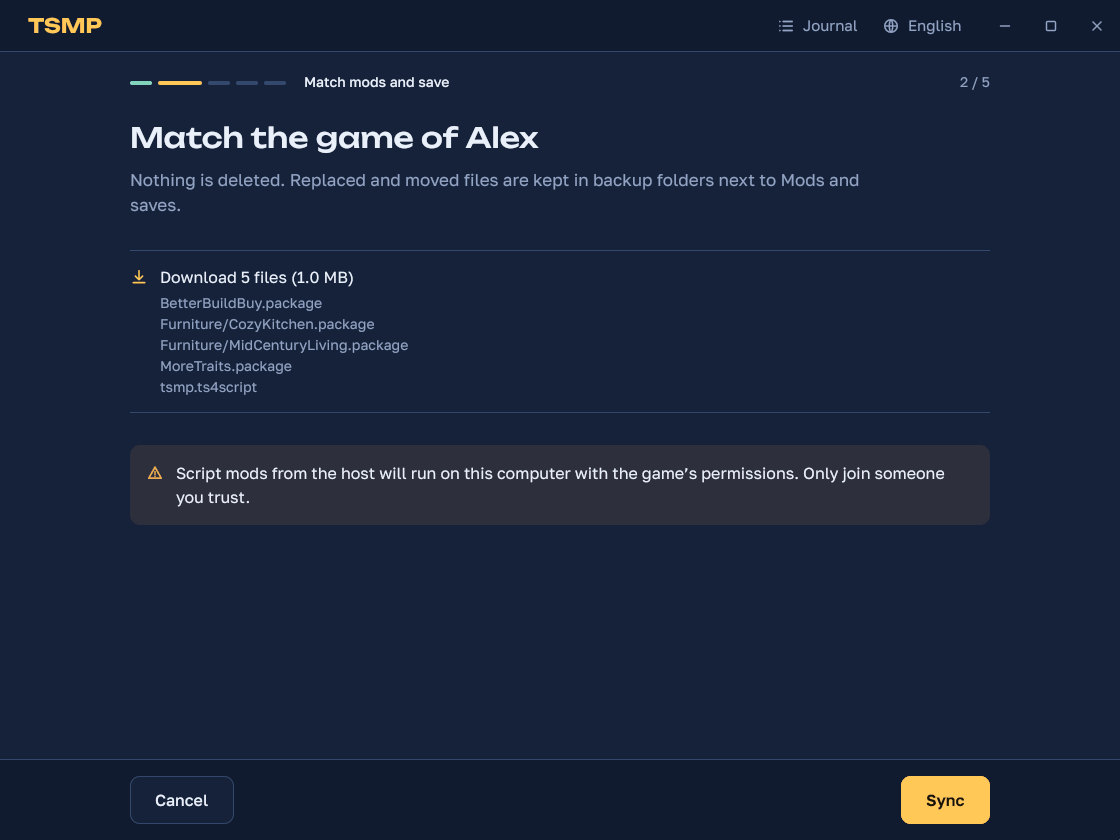 TSMP
Journal
English
Match mods and save
2 / 5
Match the game of Alex
Nothing is deleted. Replaced and moved files are kept in backup folders next to Mods and
saves.
Download 5 files (1.0 MB)
BetterBuildBuy.package
Furniture/CozyKitchen.package
Furniture/MidCenturyLiving.package
MoreTraits.package
tsmp.ts4script
Script mods from the host will run on this computer with the game’s permissions. Only join someone
you trust.
Cancel
Sync